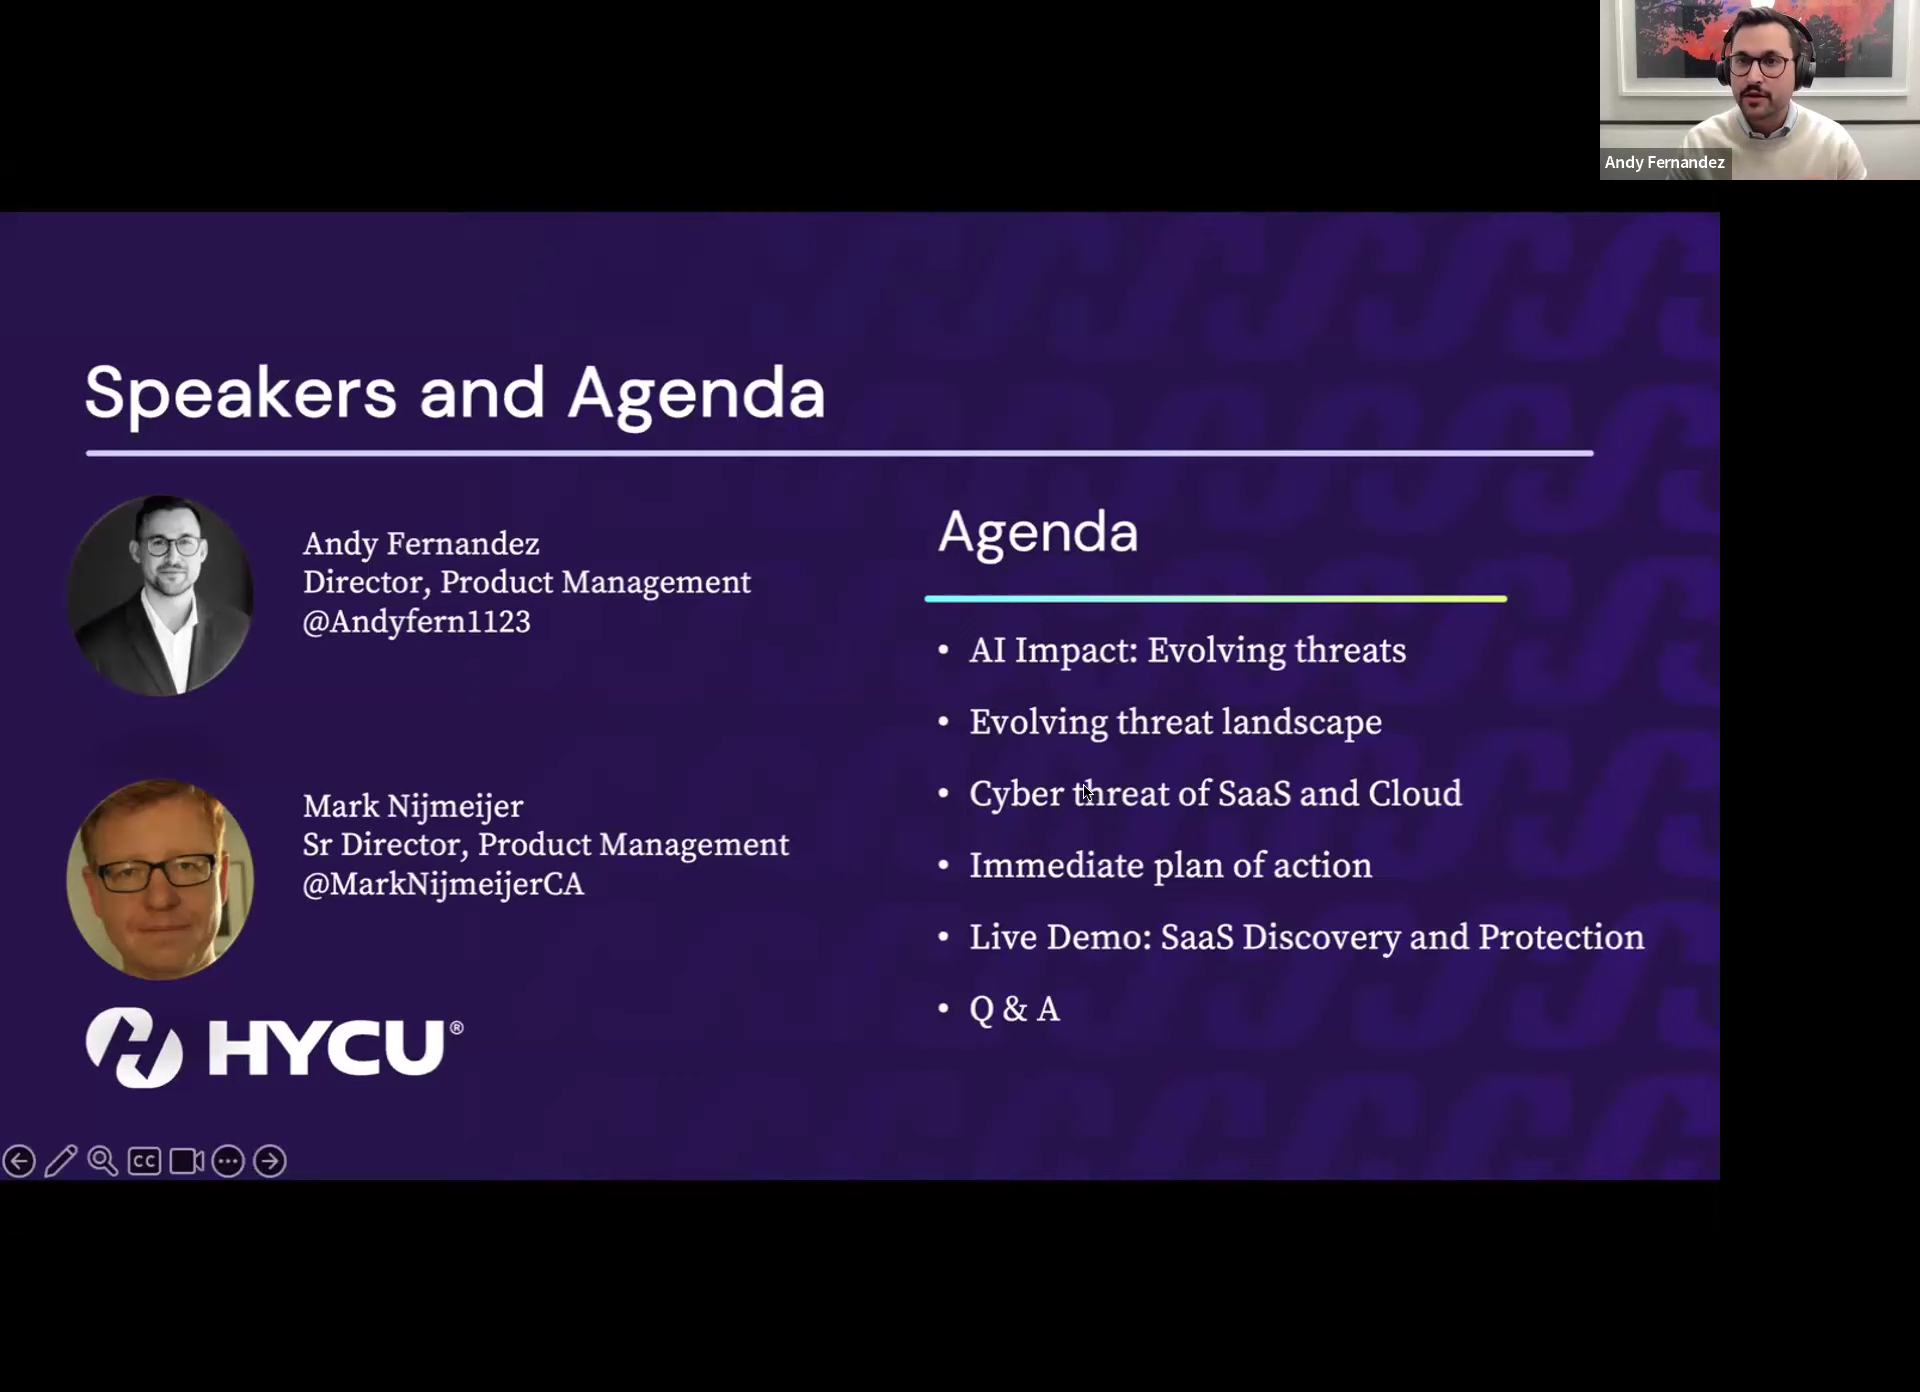 Andy Fernandez
Speakers and Agenda
Andy Fernandez
Director, Product Management
@Andyfern1123
Mark Nijmeijer
Sr Director, Product Management
@MarkNijmeijerCA
HYCU®
Agenda
• AI Impact: Evolving threats
• Evolving threat landscape
• Cyber threat of SaaS and Cloud
• Immediate plan of action
• Live Demo: SaaS Discovery and Protection
• Q & A
CC